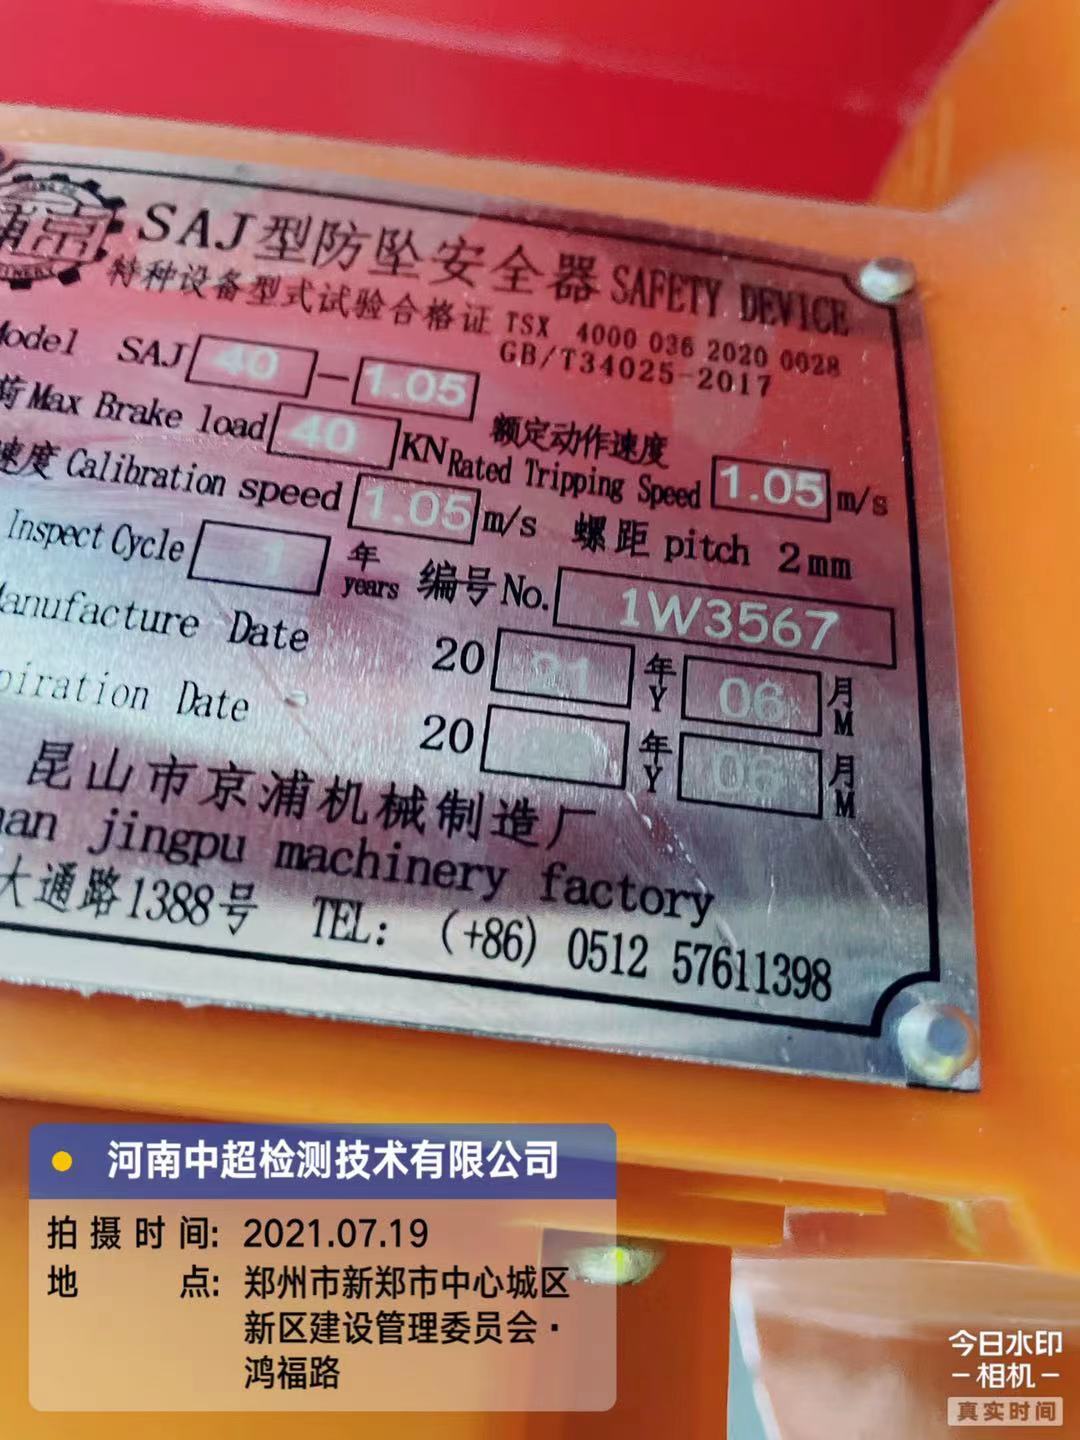 SAJ型防坠安全器 SAFETY DEVICE
特种设备型式试验合格证 TSX 4000 036 2020 0028
GB/T34025-2017
Model SAJ 40 - 1.05
荷 Max Brake load 40 KN 额定动作速度 Rated Tripping Speed 1.05 m/s
速度 Calibration speed 1.05 m/s 螺距 pitch 2mm
Inspect Cycle 1 年 years 编号 No. 1W3567
Manufacture Date 20 21 年 Y 06 月 M
piration Date 20 年 Y 06 月 M
昆山市京浦机械制造厂
han jingpu machinery factory
大通路1388号 TEL: (+86) 0512 57611398
河南中超检测技术有限公司
拍摄时间: 2021.07.19
地点: 郑州市新郑市中心城区
新区建设管理委员会·
鸿福路
今日水印
-相机-
真实时间